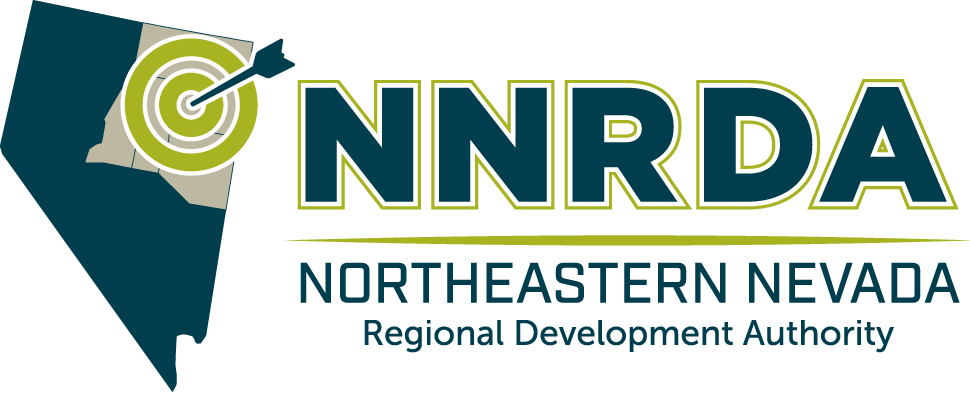 NNRDA
NORTHEASTERN NEVADA
Regional Development Authority